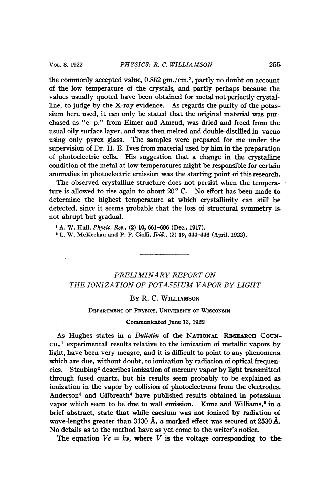 VOL. 8, 1922 PHYSICS: R. C. WILLIAMSON 255
the commonly accepted value, 0.862 gm./cm.³, partly no doubt on account
of the low temperature of the crystals, and partly perhaps because the
values usually quoted have been obtained for metal not perfectly crystal-
line, to judge by the X-ray evidence. As regards the purity of the potas-
sium here used, it can only be stated that the original material was pur-
chased as "c. p." from Eimer and Amend, was dried and freed from the
usual oily surface layer, and was then melted and double-distilled in vacuo
using only pyrex glass. The samples were prepared for me under the
supervision of Dr. H. E. Ives from material used by him in the preparation
of photoelectric cells. His suggestion that a change in the crystalline
condition of the metal at low temperatures might be responsible for certain
anomalies in photoelectric emission was the starting point of this research.
The observed crystalline structure does not persist when the tempera-
ture is allowed to rise again to about 20° C. No effort has been made to
determine the highest temperature at which crystallinity can still be
detected, since it seems probable that the loss of structural symmetry is
not abrupt but gradual.
¹ A. W. Hull, Physic. Rev., (2) 10, 661–696 (Dec., 1917).
² L. W. McKeehan and P. P. Cioffi, Ibid., (2) 19, 444–446 (April, 1922).
PRELIMINARY REPORT ON
THE IONIZATION OF POTASSIUM VAPOR BY LIGHT
BY R. C. WILLIAMSON
DEPARTMENT OF PHYSICS, UNIVERSITY OF WISCONSIN
Communicated June 13, 1922
As Hughes states in a Bulletin of the NATIONAL RESEARCH COUN-
CIL,¹ experimental results relative to the ionization of metallic vapors by
light, have been very meagre, and it is difficult to point to any phenomena
which are due, without doubt, to ionization by radiation of optical frequen-
cies. Steubing² describes ionization of mercury vapor by light transmitted
through fused quartz, but his results seem probably to be explained as
ionization in the vapor by collision of photoelectrons from the electrodes.
Anderson³ and Gilbreath⁴ have published results obtained in potassium
vapor which seem to be due to wall emission. Kunz and Williams,⁵ in a
brief abstract, state that while caesium was not ionized by radiation of
wave-lengths greater than 3130 Å, a marked effect was secured at 2530 Å.
No details as to the method have as yet come to the writer's notice.
The equation Ve = hν, where V is the voltage corresponding to the